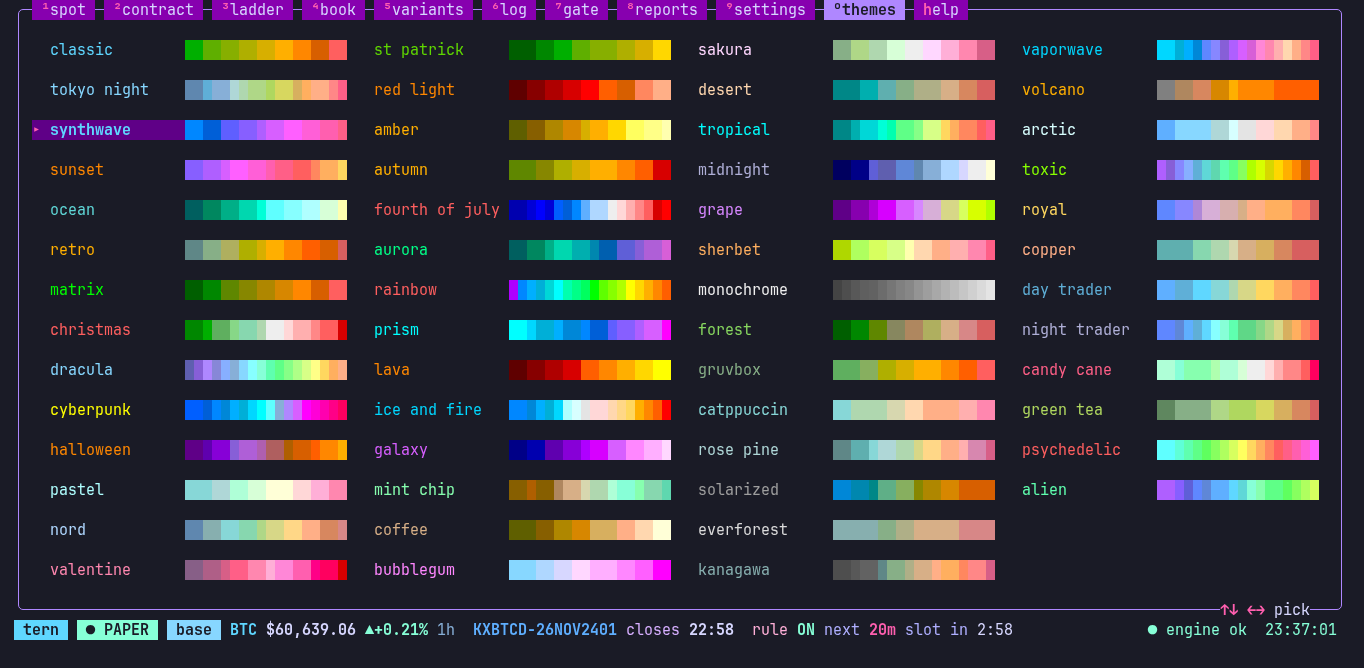 ¹spot ²contract ³ladder ⁴book ⁵variants ⁶log ⁷gate ⁸reports ⁹settings ⁰themes help
classic st patrick sakura vaporwave
tokyo night red light desert volcano
▸ synthwave amber tropical arctic
sunset autumn midnight toxic
ocean fourth of july grape royal
retro aurora sherbet copper
matrix rainbow monochrome day trader
christmas prism forest night trader
dracula lava gruvbox candy cane
cyberpunk ice and fire catppuccin green tea
halloween galaxy rose pine psychedelic
pastel mint chip solarized alien
nord coffee everforest
valentine bubblegum kanagawa
↑↓ ↔ pick
tern ● PAPER base BTC $60,639.06 ▲+0.21% 1h KXBTCD-26NOV2401 closes 22:58 rule ON next 20m slot in 2:58 ● engine ok 23:37:01